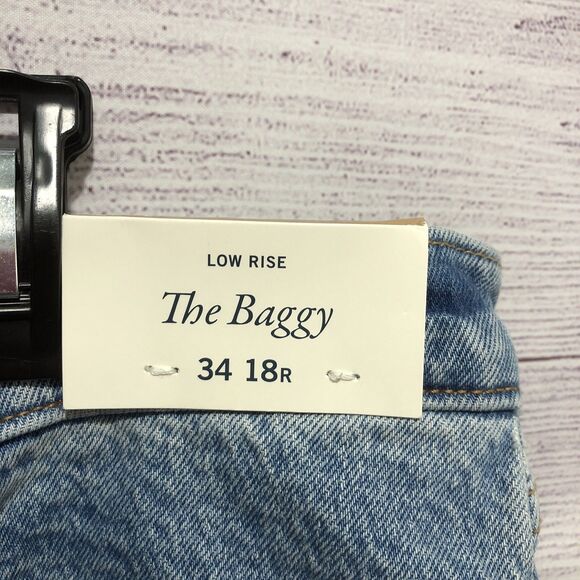 LOW RISE
The Baggy
34 18R